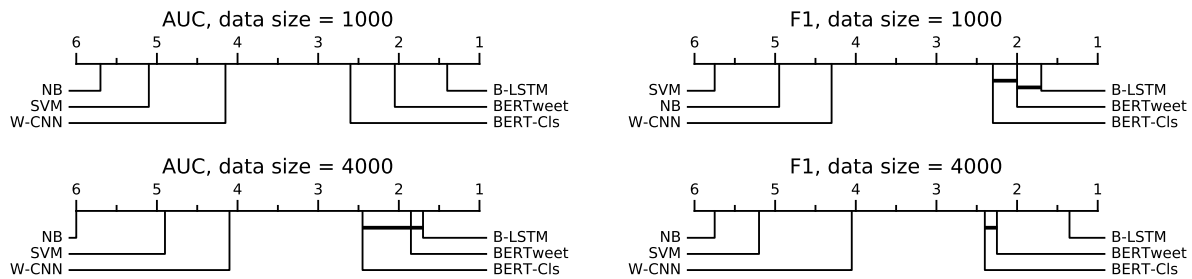 AUC, data size = 1000
6 5 4 3 2 1
NB
SVM
W-CNN
B-LSTM
BERTweet
BERT-Cls
F1, data size = 1000
6 5 4 3 2 1
SVM
NB
W-CNN
B-LSTM
BERTweet
BERT-Cls
AUC, data size = 4000
6 5 4 3 2 1
NB
SVM
W-CNN
B-LSTM
BERTweet
BERT-Cls
F1, data size = 4000
6 5 4 3 2 1
NB
SVM
W-CNN
B-LSTM
BERTweet
BERT-Cls